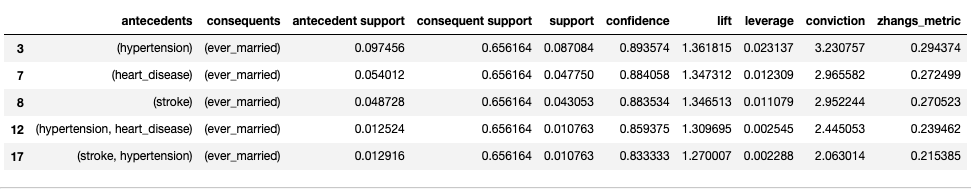 antecedents consequents antecedent support consequent support support confidence lift leverage conviction zhangs_metric
3 (hypertension) (ever_married) 0.097456 0.656164 0.087084 0.893574 1.361815 0.023137 3.230757 0.294374
7 (heart_disease) (ever_married) 0.054012 0.656164 0.047750 0.884058 1.347312 0.012309 2.965582 0.272499
8 (stroke) (ever_married) 0.048728 0.656164 0.043053 0.883534 1.346513 0.011079 2.952244 0.270523
12 (hypertension, heart_disease) (ever_married) 0.012524 0.656164 0.010763 0.859375 1.309695 0.002545 2.445053 0.239462
17 (stroke, hypertension) (ever_married) 0.012916 0.656164 0.010763 0.833333 1.270007 0.002288 2.063014 0.215385